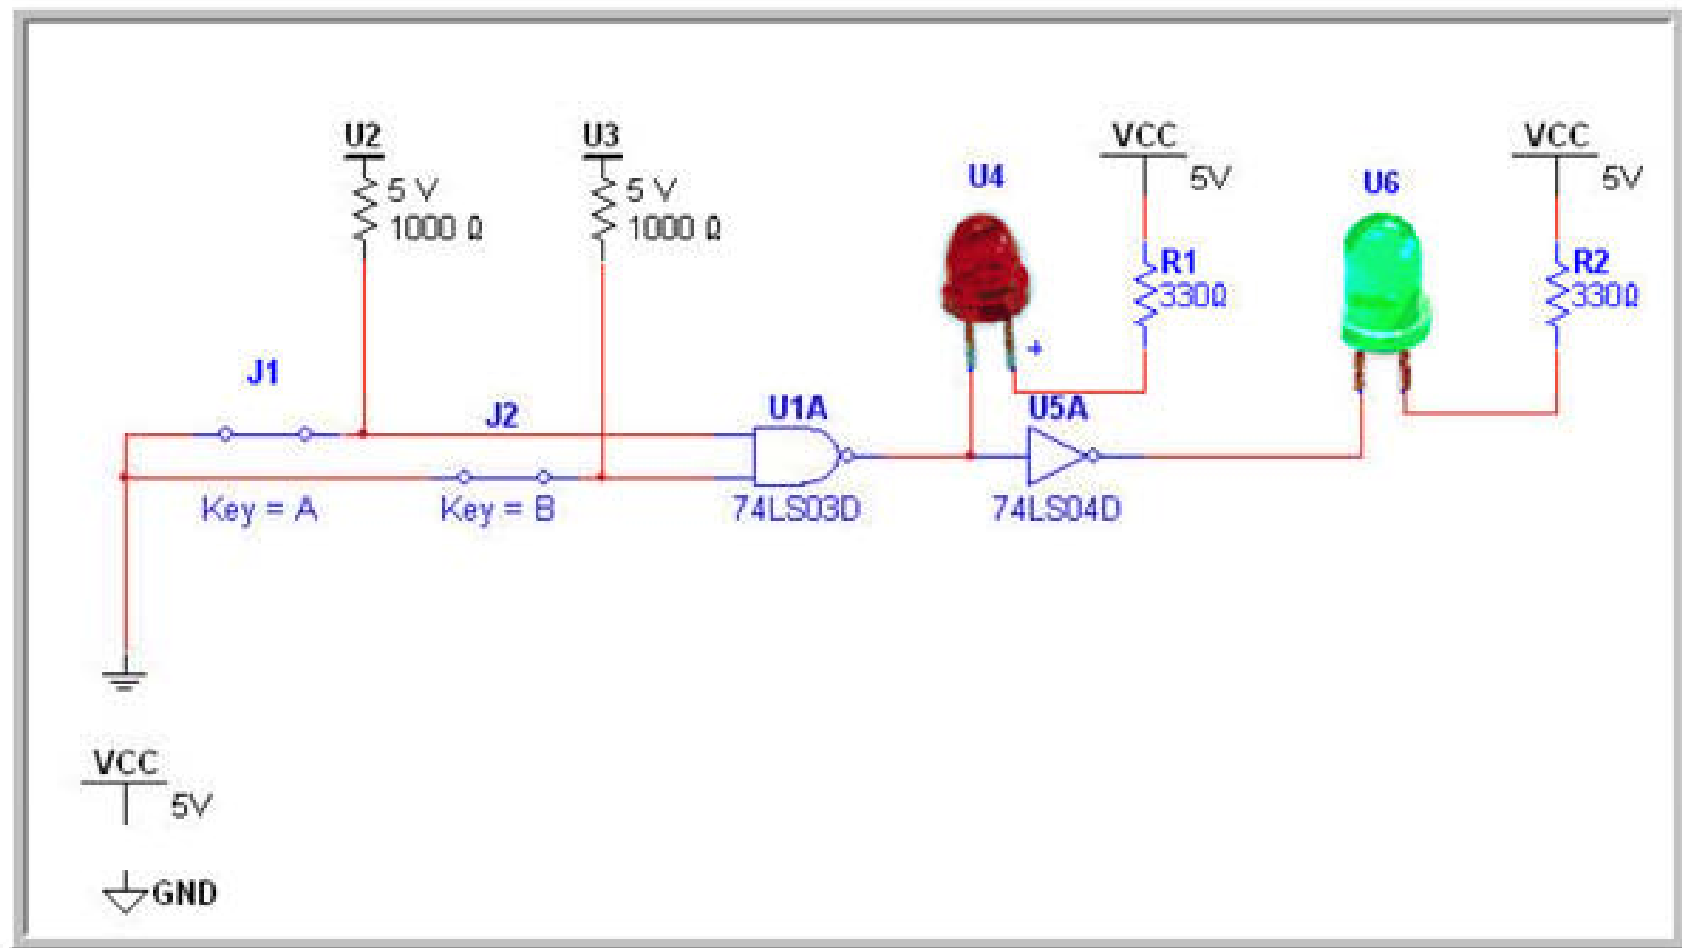 U2
5 V
1000 Ω
U3
5 V
1000 Ω
U4
+
VCC
5V
R1
330Ω
U6
VCC
5V
R2
330Ω
J1
Key = A
J2
Key = B
U1A
74LS03D
U5A
74LS04D
VCC
5V
GND